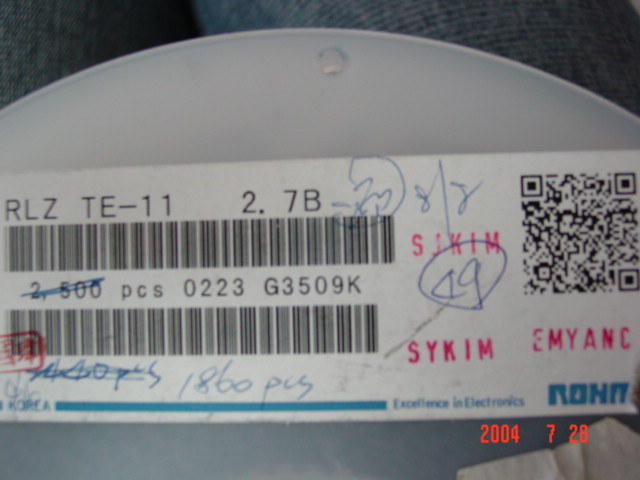 RLZ TE-11 2.7B 8/8
SJKIM
2,500 pcs 0223 G3509K
49
SYKIM EMYANC
1860 pcs
KOREA Excellence in Electronics ROHM
2004 7 28